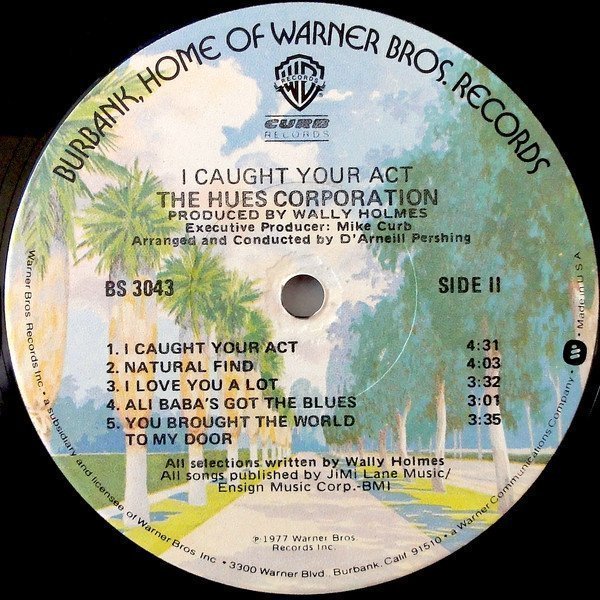 BURBANK, HOME OF WARNER BROS. RECORDS
WB
RECORDS
CURB
RECORDS
I CAUGHT YOUR ACT
THE HUES CORPORATION
PRODUCED BY WALLY HOLMES
Executive Producer: Mike Curb
Arranged and Conducted by D'Arneill Pershing
BS 3043
SIDE II
1. I CAUGHT YOUR ACT 4:31
2. NATURAL FIND 4:03
3. I LOVE YOU A LOT 3:32
4. ALI BABA'S GOT THE BLUES 3:01
5. YOU BROUGHT THE WORLD 3:35
TO MY DOOR
All selections written by Wally Holmes
All songs published by JiMi Lane Music/
Ensign Music Corp.-BMI
℗ 1977 Warner Bros
Records Inc.
Warner Bros. Records Inc. • a subsidiary and licensee of Warner Bros. Inc. • 3300 Warner Blvd., Burbank, Calif. 91510 • a Warner Communications Company • Made in U S A